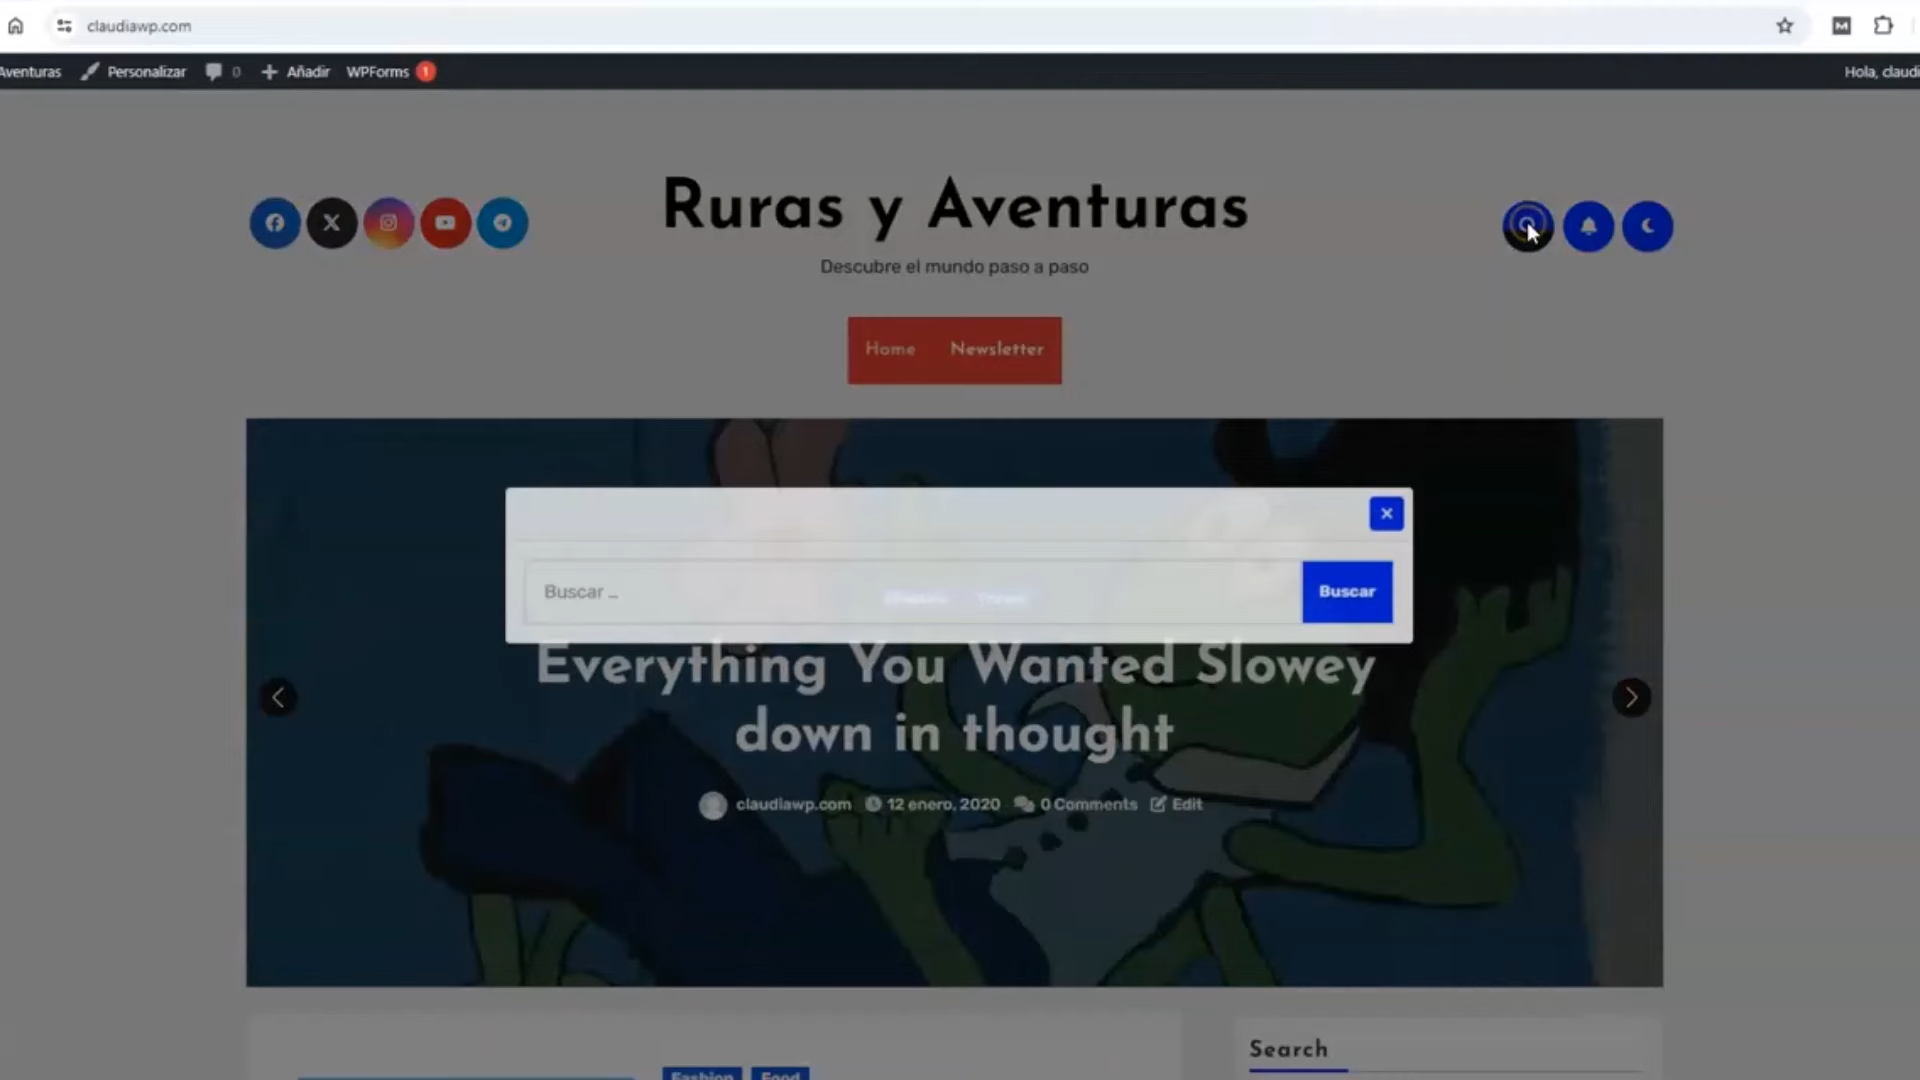 claudiawp.com
Aventuras Personalizar 0 Añadir WPForms 1 Hola, claudi
Ruras y Aventuras
Descubre el mundo paso a paso
Home Newsletter
Buscar ...
Buscar
Everything You Wanted Slowey
down in thought
claudiawp.com 12 enero, 2020 0 Comments Edit
Search
Fashion Food